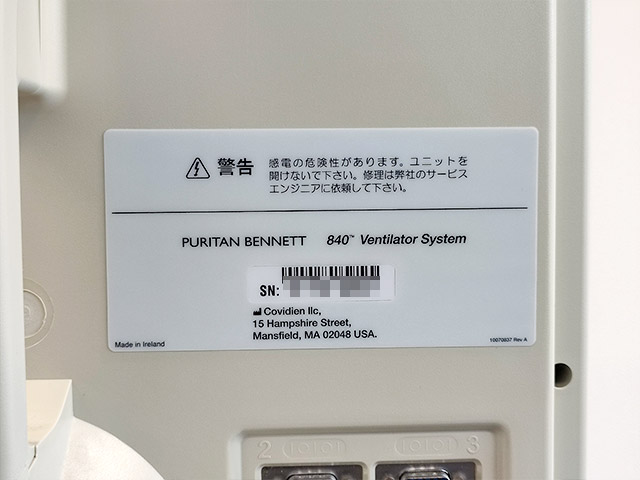 警告
感電の危険性があります。ユニットを
開けないで下さい。修理は弊社のサービス
エンジニアに依頼して下さい。
PURITAN BENNETT 840™ Ventilator System
SN:
Covidien llc,
15 Hampshire Street,
Mansfield, MA 02048 USA.
Made in Ireland
10070837 Rev A
2
3